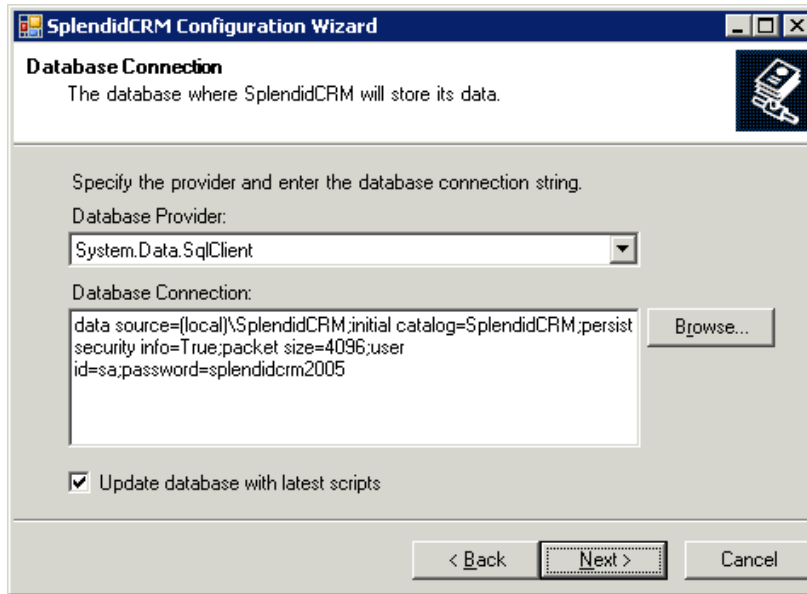 SplendidCRM Configuration Wizard
Database Connection
The database where SplendidCRM will store its data.
Specify the provider and enter the database connection string.
Database Provider:
System.Data.SqlClient
Database Connection:
data source=(local)\SplendidCRM;initial catalog=SplendidCRM;persist
security info=True;packet size=4096;user
id=sa;password=splendidcrm2005
Browse...
Update database with latest scripts
< Back
Next >
Cancel